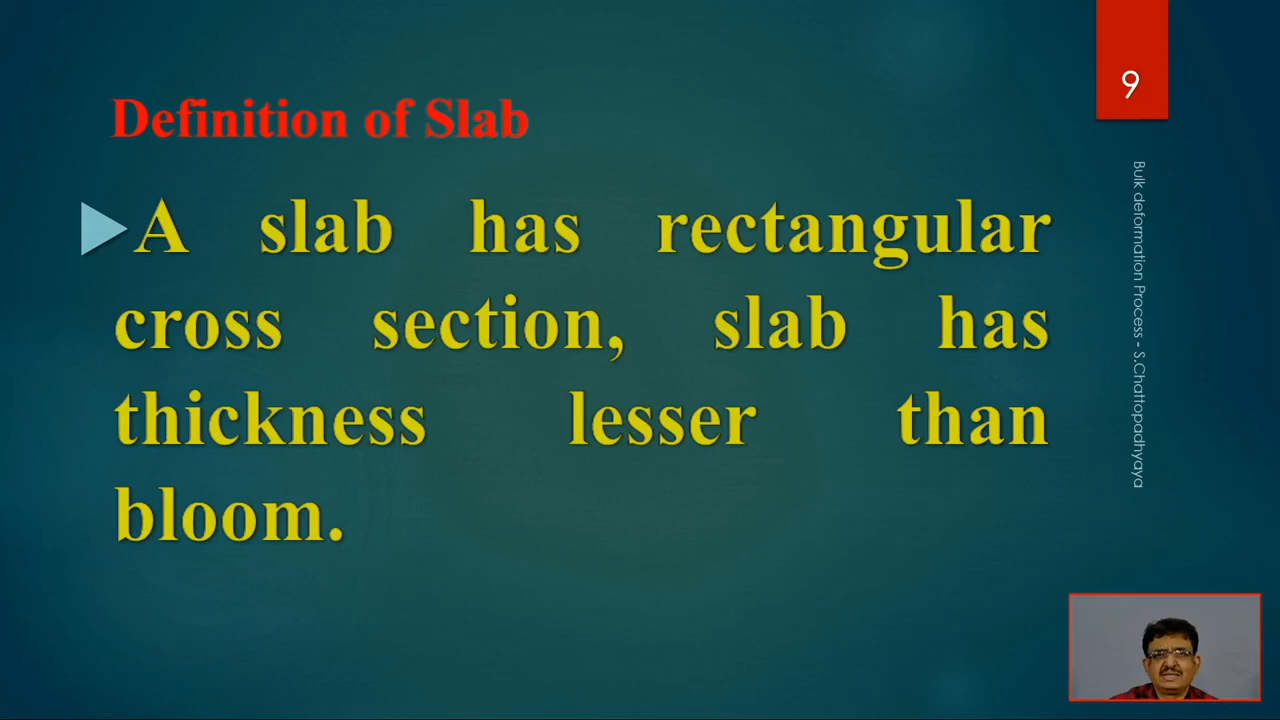 9
Definition of Slab
A slab has rectangular
cross section, slab has
thickness lesser than
bloom.
Bulk deformation Process - S.Chattopadhyaya